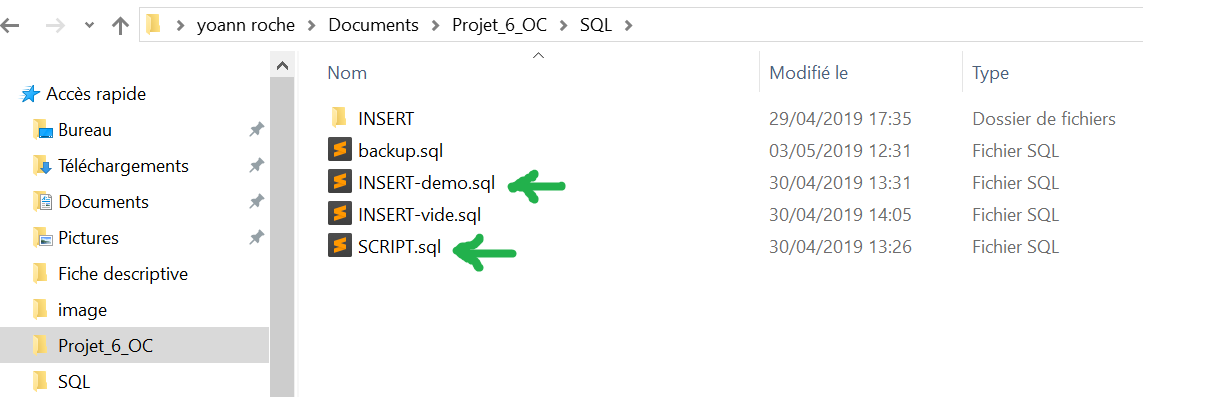 yoann roche > Documents > Projet_6_OC > SQL >
Nom Modifié le Type
Accès rapide
Bureau
Téléchargements
Documents
Pictures
Fiche descriptive
image
Projet_6_OC
SQL
INSERT 29/04/2019 17:35 Dossier de fichiers
backup.sql 03/05/2019 12:31 Fichier SQL
INSERT-demo.sql 30/04/2019 13:31 Fichier SQL
INSERT-vide.sql 30/04/2019 14:05 Fichier SQL
SCRIPT.sql 30/04/2019 13:26 Fichier SQL